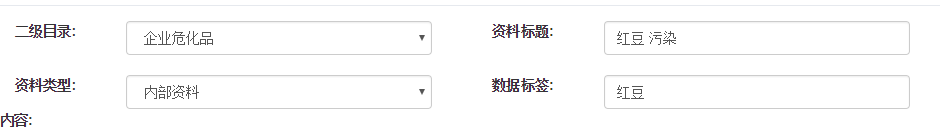 二级目录: 企业危化品 资料标题: 红豆 污染
资料类型: 内部资料 数据标签: 红豆
内容: